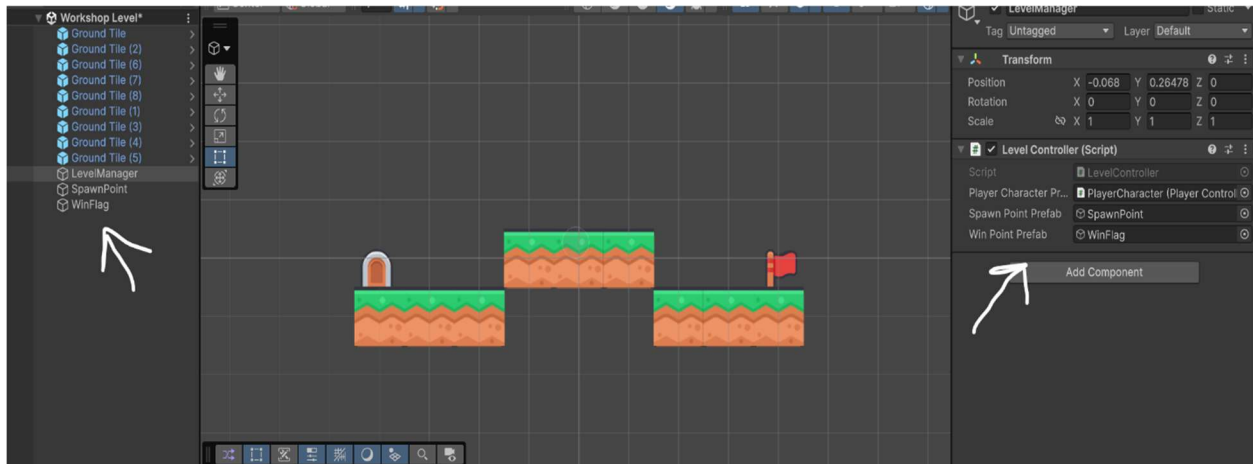 Workshop Level*
Ground Tile
Ground Tile (2)
Ground Tile (6)
Ground Tile (7)
Ground Tile (8)
Ground Tile (1)
Ground Tile (3)
Ground Tile (4)
Ground Tile (5)
LevelManager
SpawnPoint
WinFlag
LevelManager
Static
Tag Untagged Layer Default
Transform
Position X -0.068 Y 0.26478 Z 0
Rotation X 0 Y 0 Z 0
Scale X 1 Y 1 Z 1
Level Controller (Script)
Script LevelController
Player Character Pr... PlayerCharacter (Player Control
Spawn Point Prefab SpawnPoint
Win Point Prefab WinFlag
Add Component